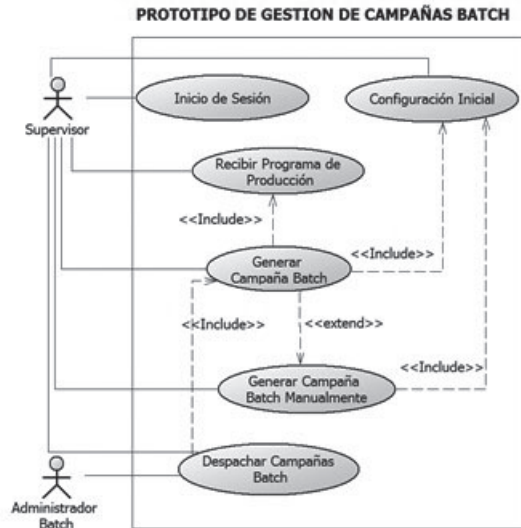 PROTOTIPO DE GESTION DE CAMPAÑAS BATCH
Inicio de Sesión
Configuración Inicial
Supervisor
Recibir Programa de
Producción
<<Include>>
Generar
Campaña Batch
<<Include>>
<<Include>>
<<extend>>
<<Include>>
Generar Campaña
Batch Manualmente
Despachar Campañas
Batch
Administrador
Batch